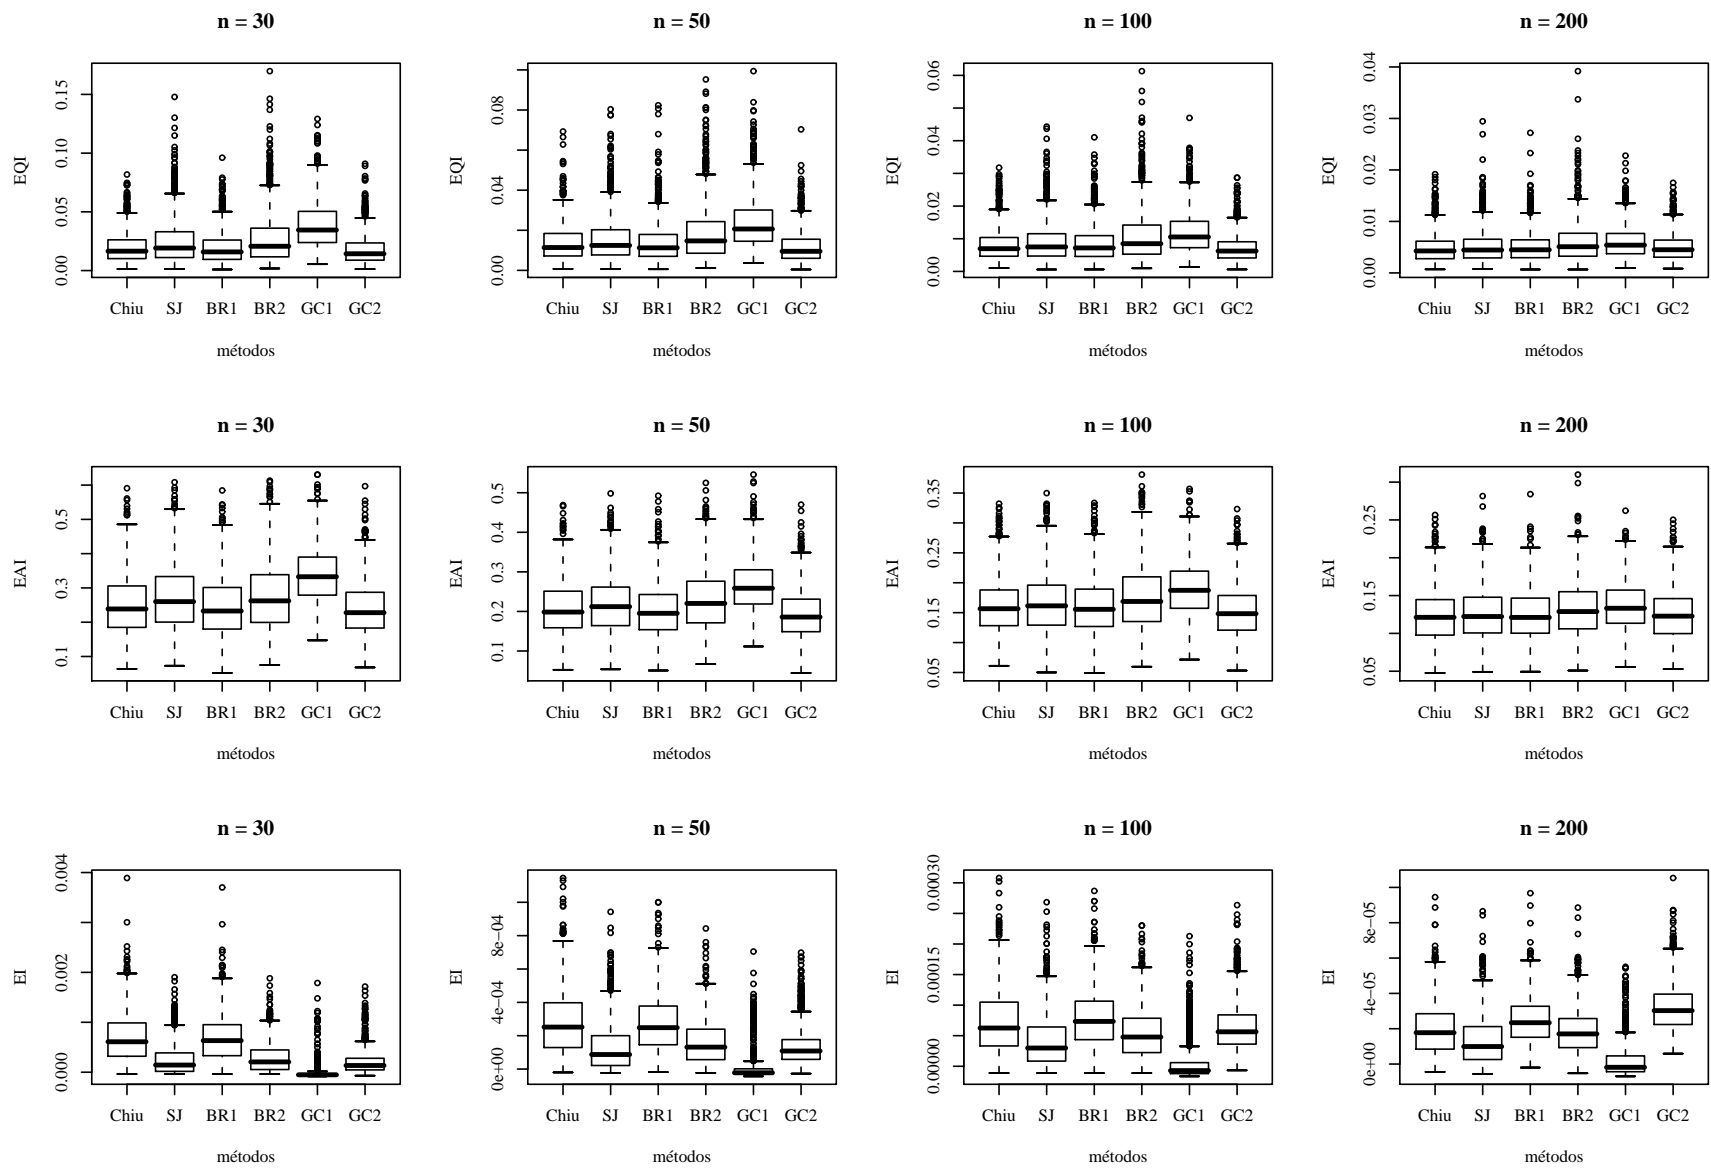 n = 30
EQI
0.00 0.05 0.10 0.15
Chiu SJ BR1 BR2 GC1 GC2
métodos
n = 50
EQI
0.00 0.04 0.08
Chiu SJ BR1 BR2 GC1 GC2
métodos
n = 100
EQI
0.00 0.02 0.04 0.06
Chiu SJ BR1 BR2 GC1 GC2
métodos
n = 200
EQI
0.00 0.01 0.02 0.03 0.04
Chiu SJ BR1 BR2 GC1 GC2
métodos
n = 30
EAI
0.1 0.3 0.5
Chiu SJ BR1 BR2 GC1 GC2
métodos
n = 50
EAI
0.1 0.2 0.3 0.4 0.5
Chiu SJ BR1 BR2 GC1 GC2
métodos
n = 100
EAI
0.05 0.15 0.25 0.35
Chiu SJ BR1 BR2 GC1 GC2
métodos
n = 200
EAI
0.05 0.15 0.25
Chiu SJ BR1 BR2 GC1 GC2
métodos
n = 30
EI
0.000 0.002 0.004
Chiu SJ BR1 BR2 GC1 GC2
métodos
n = 50
EI
0e+00 4e−04 8e−04
Chiu SJ BR1 BR2 GC1 GC2
métodos
n = 100
EI
0.00000 0.00015 0.00030
Chiu SJ BR1 BR2 GC1 GC2
métodos
n = 200
EI
0e+00 4e−05 8e−05
Chiu SJ BR1 BR2 GC1 GC2
métodos